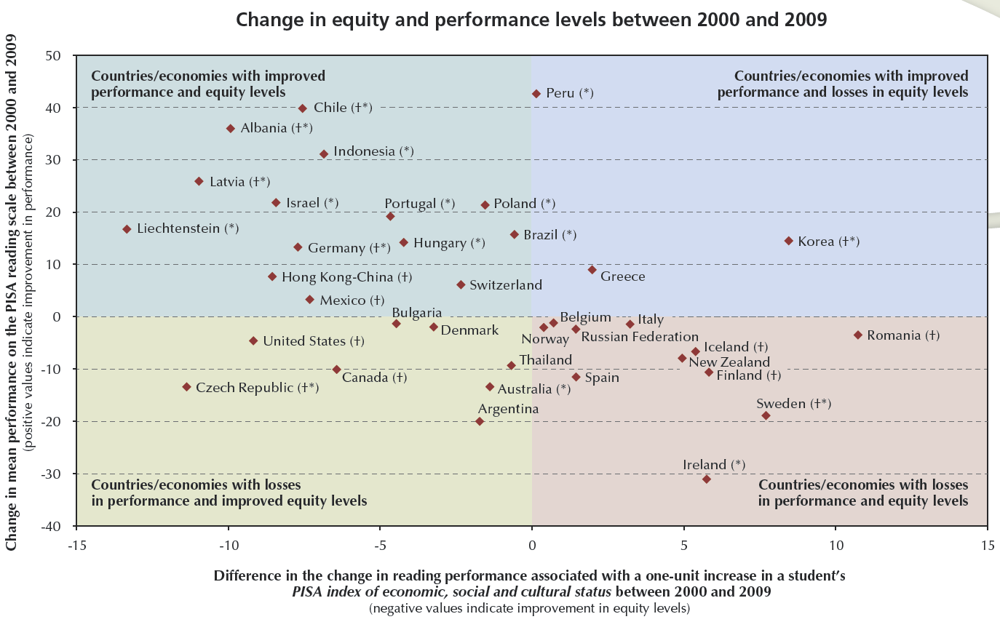 Change in equity and performance levels between 2000 and 2009
Change in mean performance on the PISA reading scale between 2000 and 2009
(positive values indicate improvement in performance)
50
40
30
20
10
0
-10
-20
-30
-40
Countries/economies with improved
performance and equity levels
Countries/economies with improved
performance and losses in equity levels
Peru (*)
Chile (†*)
Albania (†*)
Indonesia (*)
Latvia (†*)
Israel (*)
Portugal (*)
Poland (*)
Liechtenstein (*)
Brazil (*)
Korea (†*)
Germany (†*)
Hungary (*)
Hong Kong-China (†)
Switzerland
Greece
Mexico (†)
Bulgaria
Denmark
Belgium
Italy
Norway
Russian Federation
Romania (†)
United States (†)
Iceland (†)
Thailand
New Zealand
Canada (†)
Spain
Finland (†)
Czech Republic (†*)
Australia (*)
Argentina
Sweden (†*)
Ireland (*)
Countries/economies with losses
in performance and improved equity levels
Countries/economies with losses
in performance and equity levels
-15
-10
-5
0
5
10
15
Difference in the change in reading performance associated with a one-unit increase in a student's
PISA index of economic, social and cultural status between 2000 and 2009
(negative values indicate improvement in equity levels)